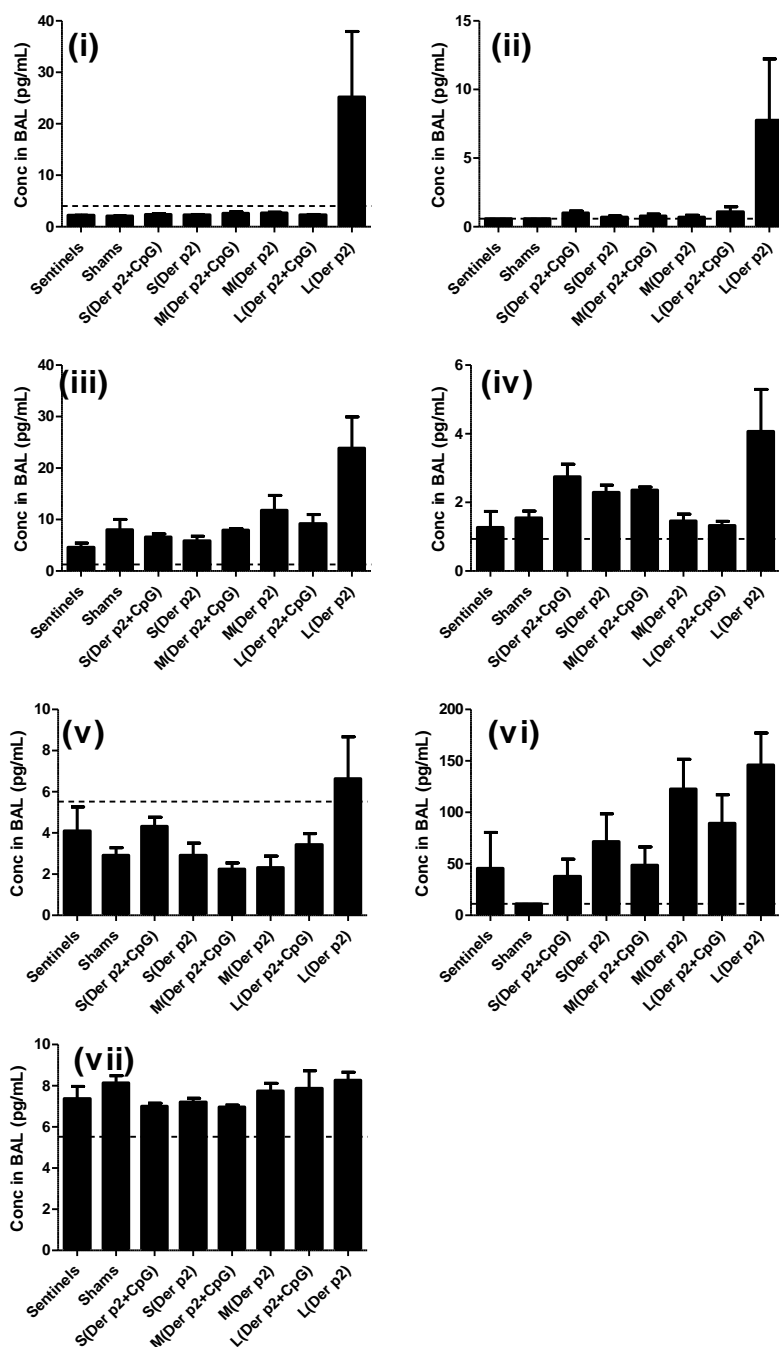 (i)
Conc in BAL (pg/mL)
40
30
20
10
0
Sentinels
Shams
S(Der p2+CpG)
S(Der p2)
M(Der p2+CpG)
M(Der p2)
L(Der p2+CpG)
L(Der p2)
(ii)
Conc in BAL (pg/mL)
15
10
5
0
Sentinels
Shams
S(Der p2+CpG)
S(Der p2)
M(Der p2+CpG)
M(Der p2)
L(Der p2+CpG)
L(Der p2)
(iii)
Conc in BAL (pg/mL)
40
30
20
10
0
Sentinels
Shams
S(Der p2+CpG)
S(Der p2)
M(Der p2+CpG)
M(Der p2)
L(Der p2+CpG)
L(Der p2)
(iv)
Conc in BAL (pg/mL)
6
4
2
0
Sentinels
Shams
S(Der p2+CpG)
S(Der p2)
M(Der p2+CpG)
M(Der p2)
L(Der p2+CpG)
L(Der p2)
(v)
Conc in BAL (pg/mL)
10
8
6
4
2
0
Sentinels
Shams
S(Der p2+CpG)
S(Der p2)
M(Der p2+CpG)
M(Der p2)
L(Der p2+CpG)
L(Der p2)
(vi)
Conc in BAL (pg/mL)
200
150
100
50
0
Sentinels
Shams
S(Der p2+CpG)
S(Der p2)
M(Der p2+CpG)
M(Der p2)
L(Der p2+CpG)
L(Der p2)
(vii)
Conc in BAL (pg/mL)
10
8
6
4
2
0
Sentinels
Shams
S(Der p2+CpG)
S(Der p2)
M(Der p2+CpG)
M(Der p2)
L(Der p2+CpG)
L(Der p2)